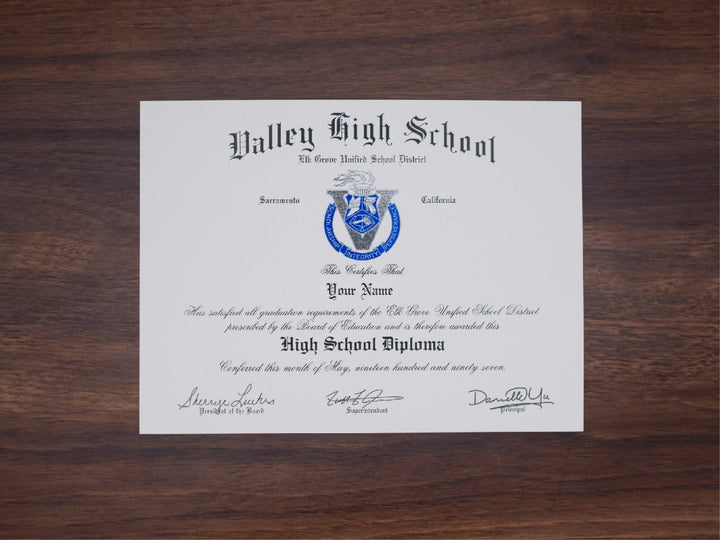 Valley High School
Elk Grove Unified School District
Sacramento
California
SCHOLARSHIP INTEGRITY PERSEVERANCE
This Certifies That
Your Name
Has satisfied all graduation requirements of the Elk Grove Unified School District
prescribed by the Board of Education and is therefore awarded this
High School Diploma
Conferred this month of May, nineteen hundred and ninety seven.
President of the Board
Superintendent
Principal